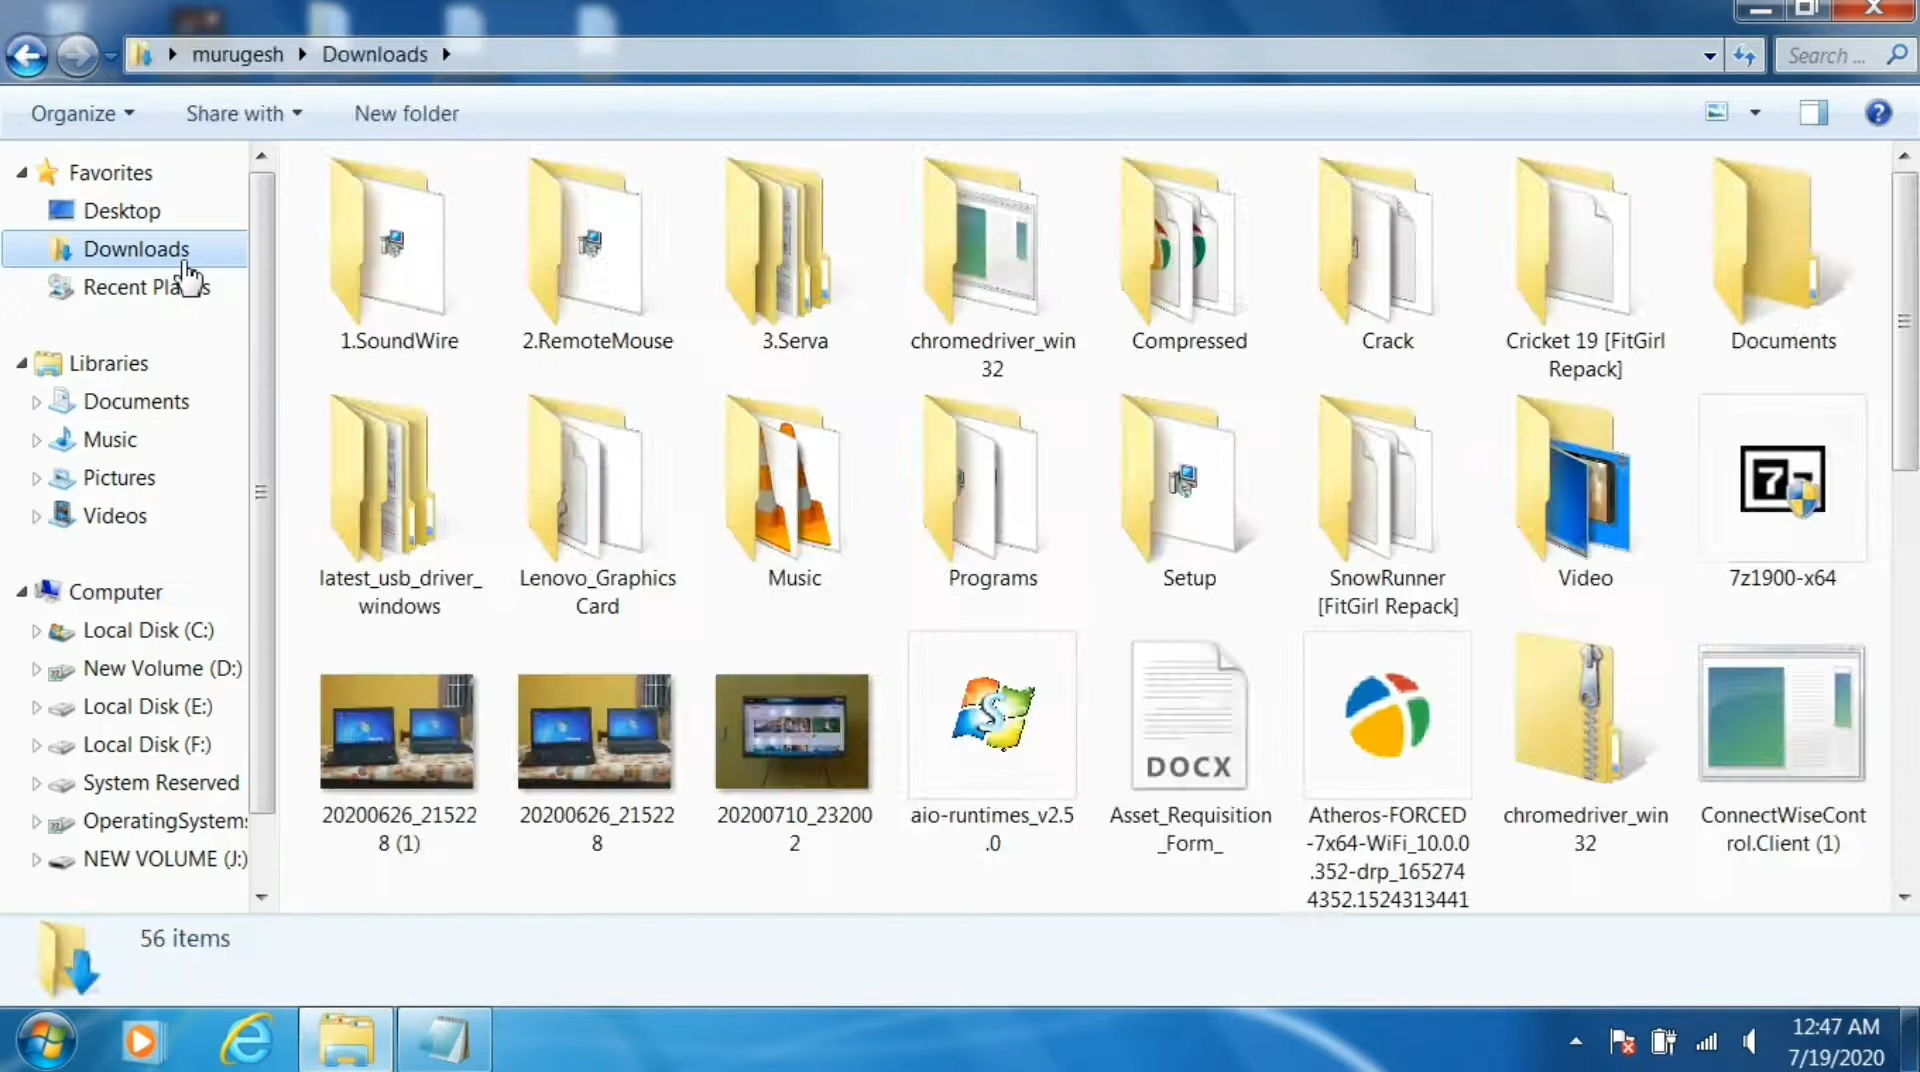 murugesh Downloads
Search ...
Organize Share with New folder
Favorites
Desktop
Downloads
Recent Places
Libraries
Documents
Music
Pictures
Videos
Computer
Local Disk (C:)
New Volume (D:)
Local Disk (E:)
Local Disk (F:)
System Reserved
OperatingSystem
NEW VOLUME (J:)
1.SoundWire
2.RemoteMouse
3.Serva
chromedriver_win
32
Compressed
Crack
Cricket 19 [FitGirl
Repack]
Documents
latest_usb_driver_
windows
Lenovo_Graphics
Card
Music
Programs
Setup
SnowRunner
[FitGirl Repack]
Video
7z1900-x64
20200626_21522
8 (1)
20200626_21522
8
20200710_23200
2
aio-runtimes_v2.5
.0
DOCX
Asset_Requisition
_Form_
Atheros-FORCED
-7x64-WiFi_10.0.0
.352-drp_165274
4352.1524313441
chromedriver_win
32
ConnectWiseCont
rol.Client (1)
56 items
12:47 AM
7/19/2020